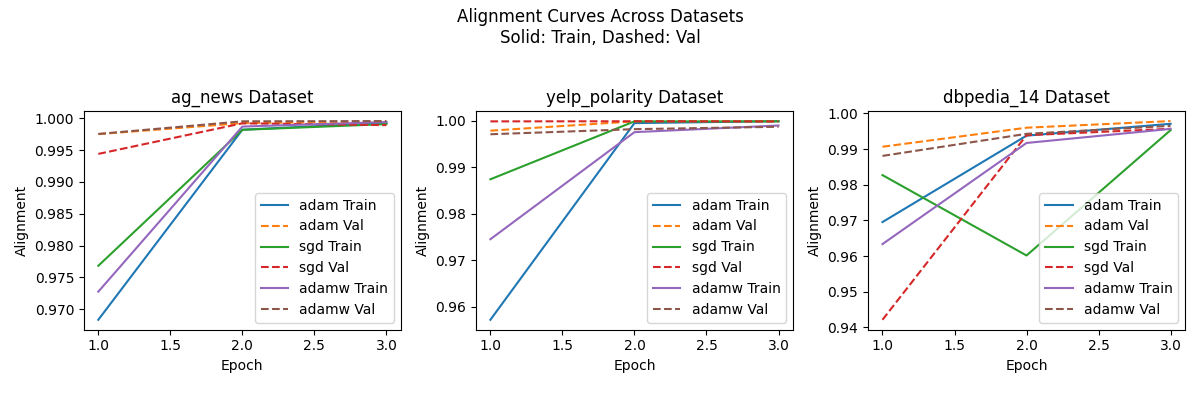 Alignment Curves Across Datasets
Solid: Train, Dashed: Val
ag_news Dataset
1.000
0.995
0.990
0.985
0.980
0.975
0.970
Alignment
1.0
1.5
2.0
2.5
3.0
Epoch
adam Train
adam Val
sgd Train
sgd Val
adamw Train
adamw Val
yelp_polarity Dataset
1.00
0.99
0.98
0.97
0.96
Alignment
1.0
1.5
2.0
2.5
3.0
Epoch
adam Train
adam Val
sgd Train
sgd Val
adamw Train
adamw Val
dbpedia_14 Dataset
1.00
0.99
0.98
0.97
0.96
0.95
0.94
Alignment
1.0
1.5
2.0
2.5
3.0
Epoch
adam Train
adam Val
sgd Train
sgd Val
adamw Train
adamw Val